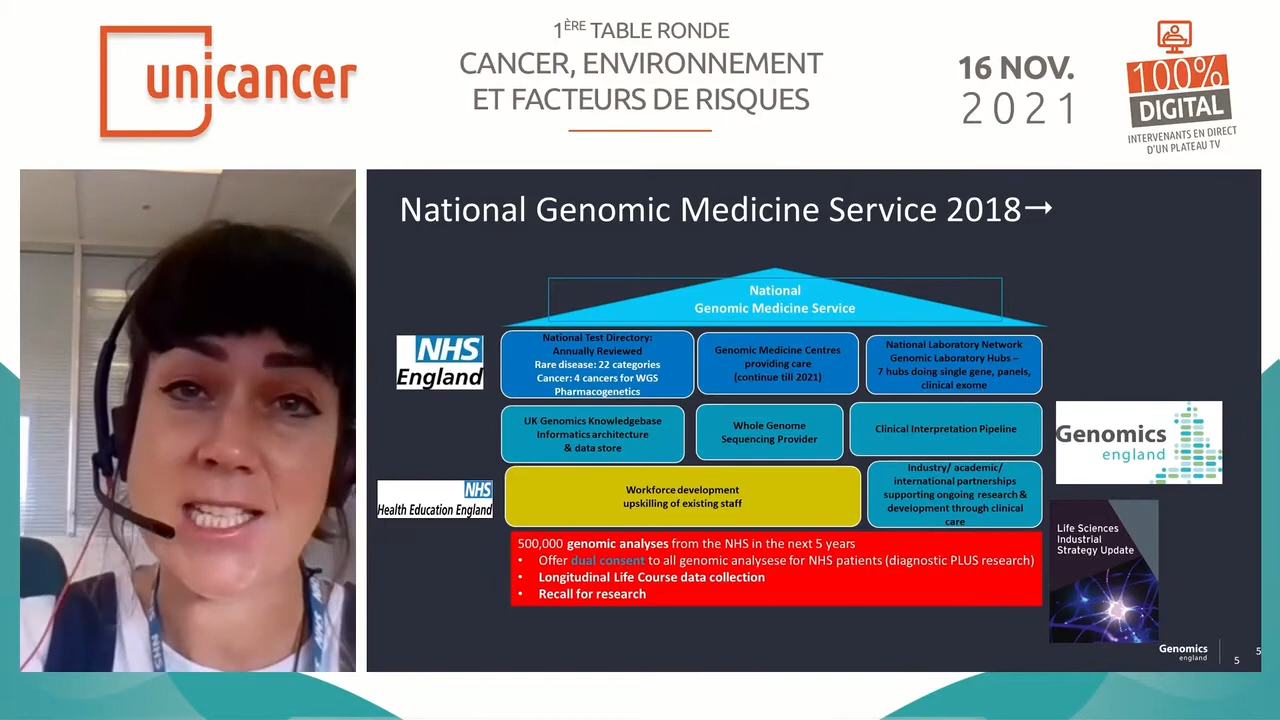 unicancer
1ÈRE TABLE RONDE
CANCER, ENVIRONNEMENT
ET FACTEURS DE RISQUES
16 NOV.
2021
100%
DIGITAL
INTERVENANTS EN DIRECT
D'UN PLATEAU TV
National Genomic Medicine Service 2018→
National
Genomic Medicine Service
NHS
England
National Test Directory:
Annually Reviewed
Rare disease: 22 categories
Cancer: 4 cancers for WGS
Pharmacogenetics
Genomic Medicine Centres
providing care
(continue till 2021)
National Laboratory Network
Genomic Laboratory Hubs –
7 hubs doing single gene, panels,
clinical exome
UK Genomics Knowledgebase
Informatics architecture
& data store
Whole Genome
Sequencing Provider
Clinical Interpretation Pipeline
Genomics
england
NHS
Health Education England
Workforce development
upskilling of existing staff
Industry/ academic/
international partnerships
supporting ongoing research &
development through clinical
care
Life Sciences
Industrial
Strategy Update
500,000 genomic analyses from the NHS in the next 5 years
• Offer dual consent to all genomic analysese for NHS patients (diagnostic PLUS research)
• Longitudinal Life Course data collection
• Recall for research
Genomics
england
5
5